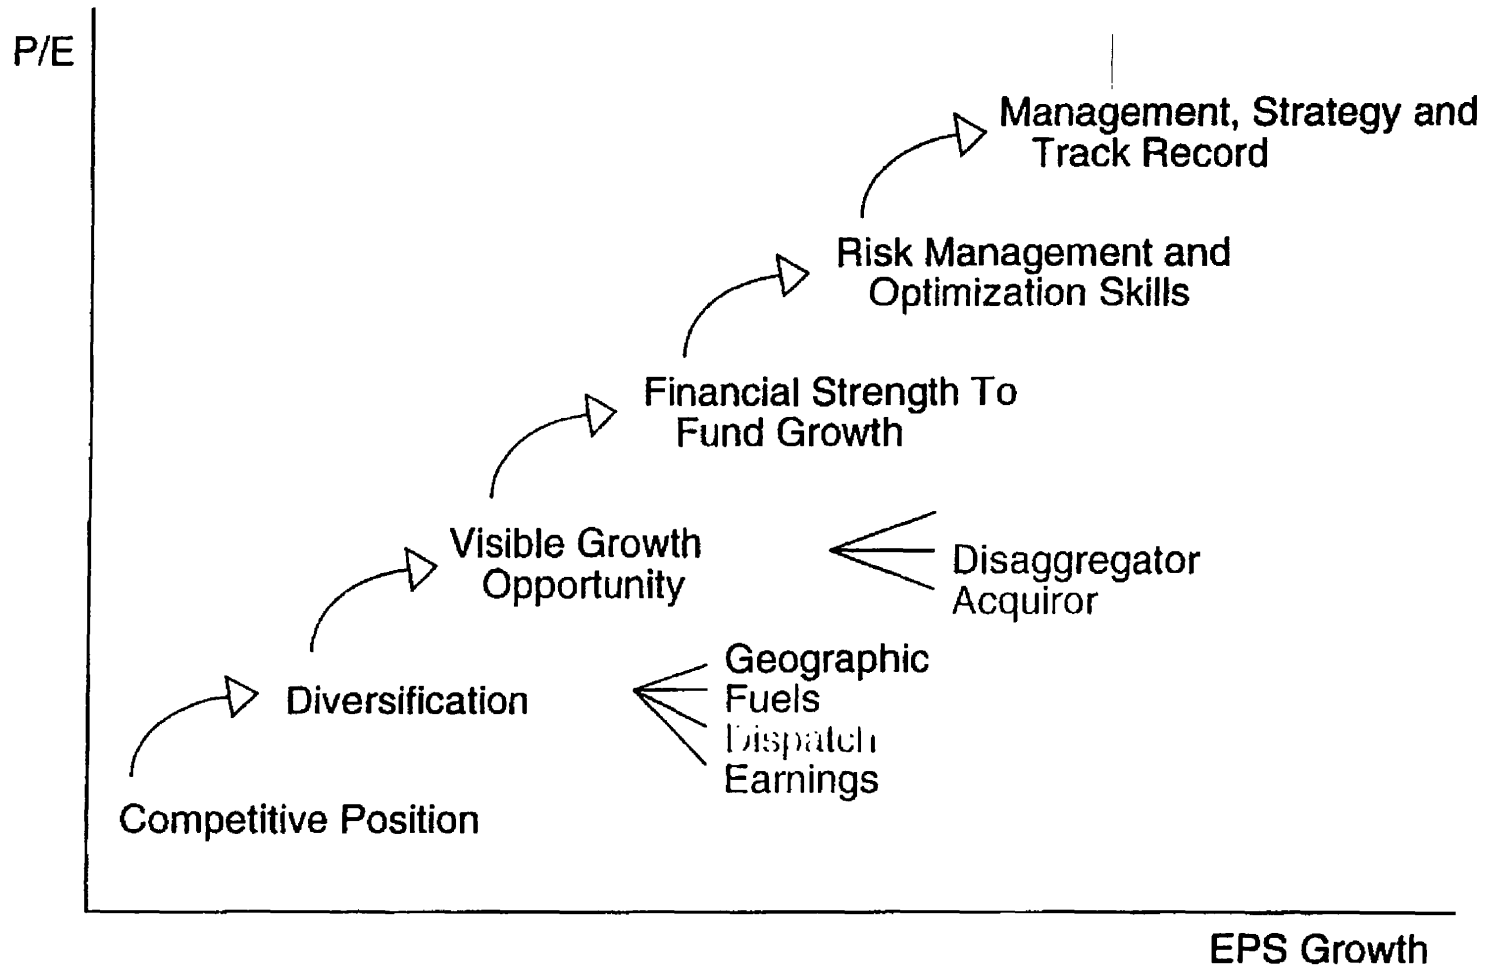 P/E
Management, Strategy and
Track Record
Risk Management and
Optimization Skills
Financial Strength To
Fund Growth
Visible Growth
Opportunity
Disaggregator
Acquiror
Diversification
Geographic
Fuels
Dispatch
Earnings
Competitive Position
EPS Growth